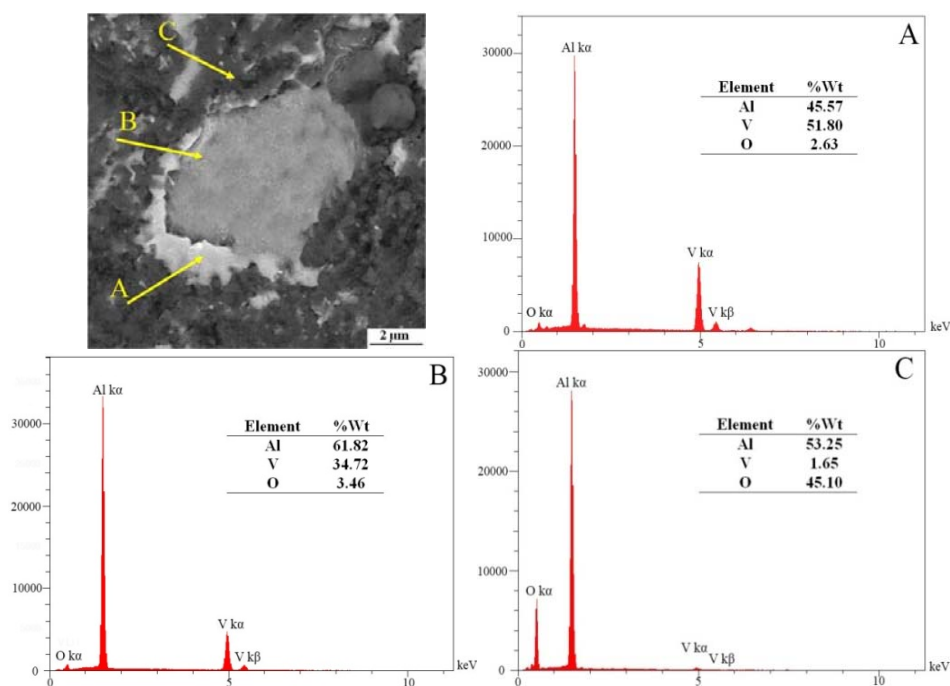 C
B
A
2 µm
A
30000
20000
10000
0
Al kα
V kα
V kβ
O kα
0
5
10
keV
Element %Wt
Al 45.57
V 51.80
O 2.63
B
30000
20000
10000
0
Al kα
V kα
V kβ
O kα
0
5
10
keV
Element %Wt
Al 61.82
V 34.72
O 3.46
C
30000
20000
10000
0
Al kα
O kα
V kα
V kβ
0
5
10
keV
Element %Wt
Al 53.25
V 1.65
O 45.10